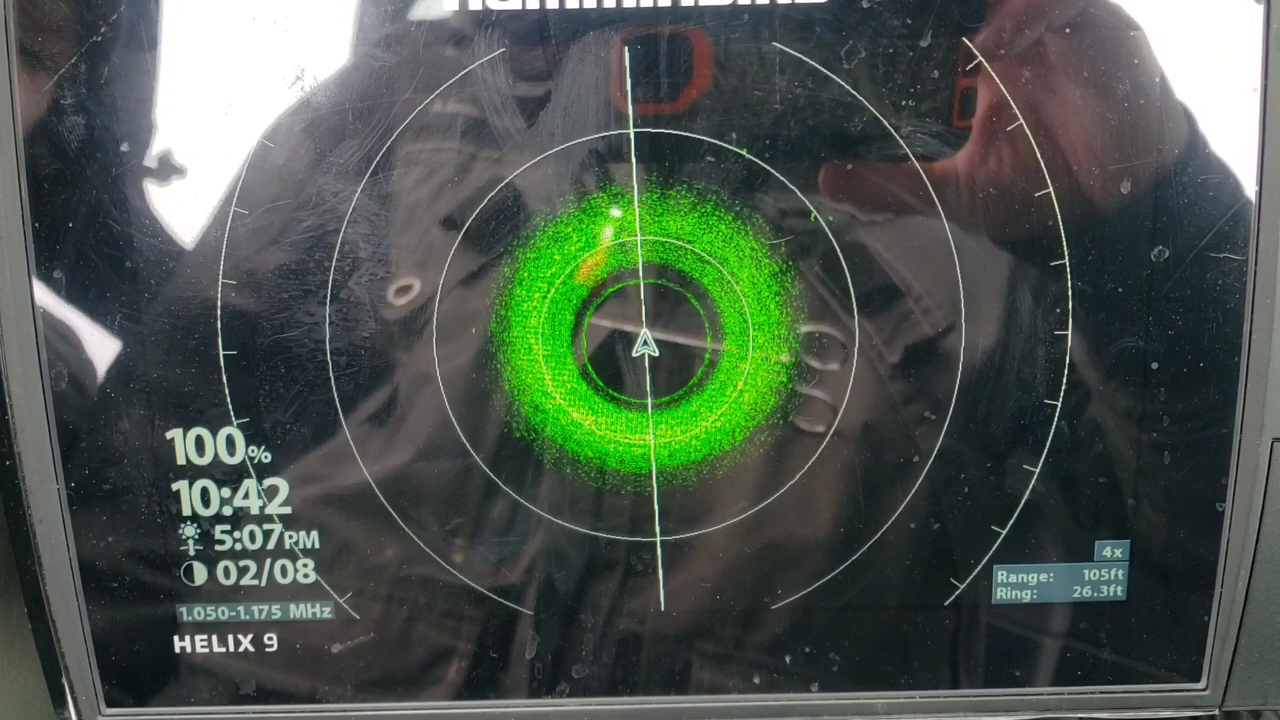 100%
10:42
5:07PM
02/08
1.050-1.175 MHz
HELIX 9
4x
Range: 105ft
Ring: 26.3ft